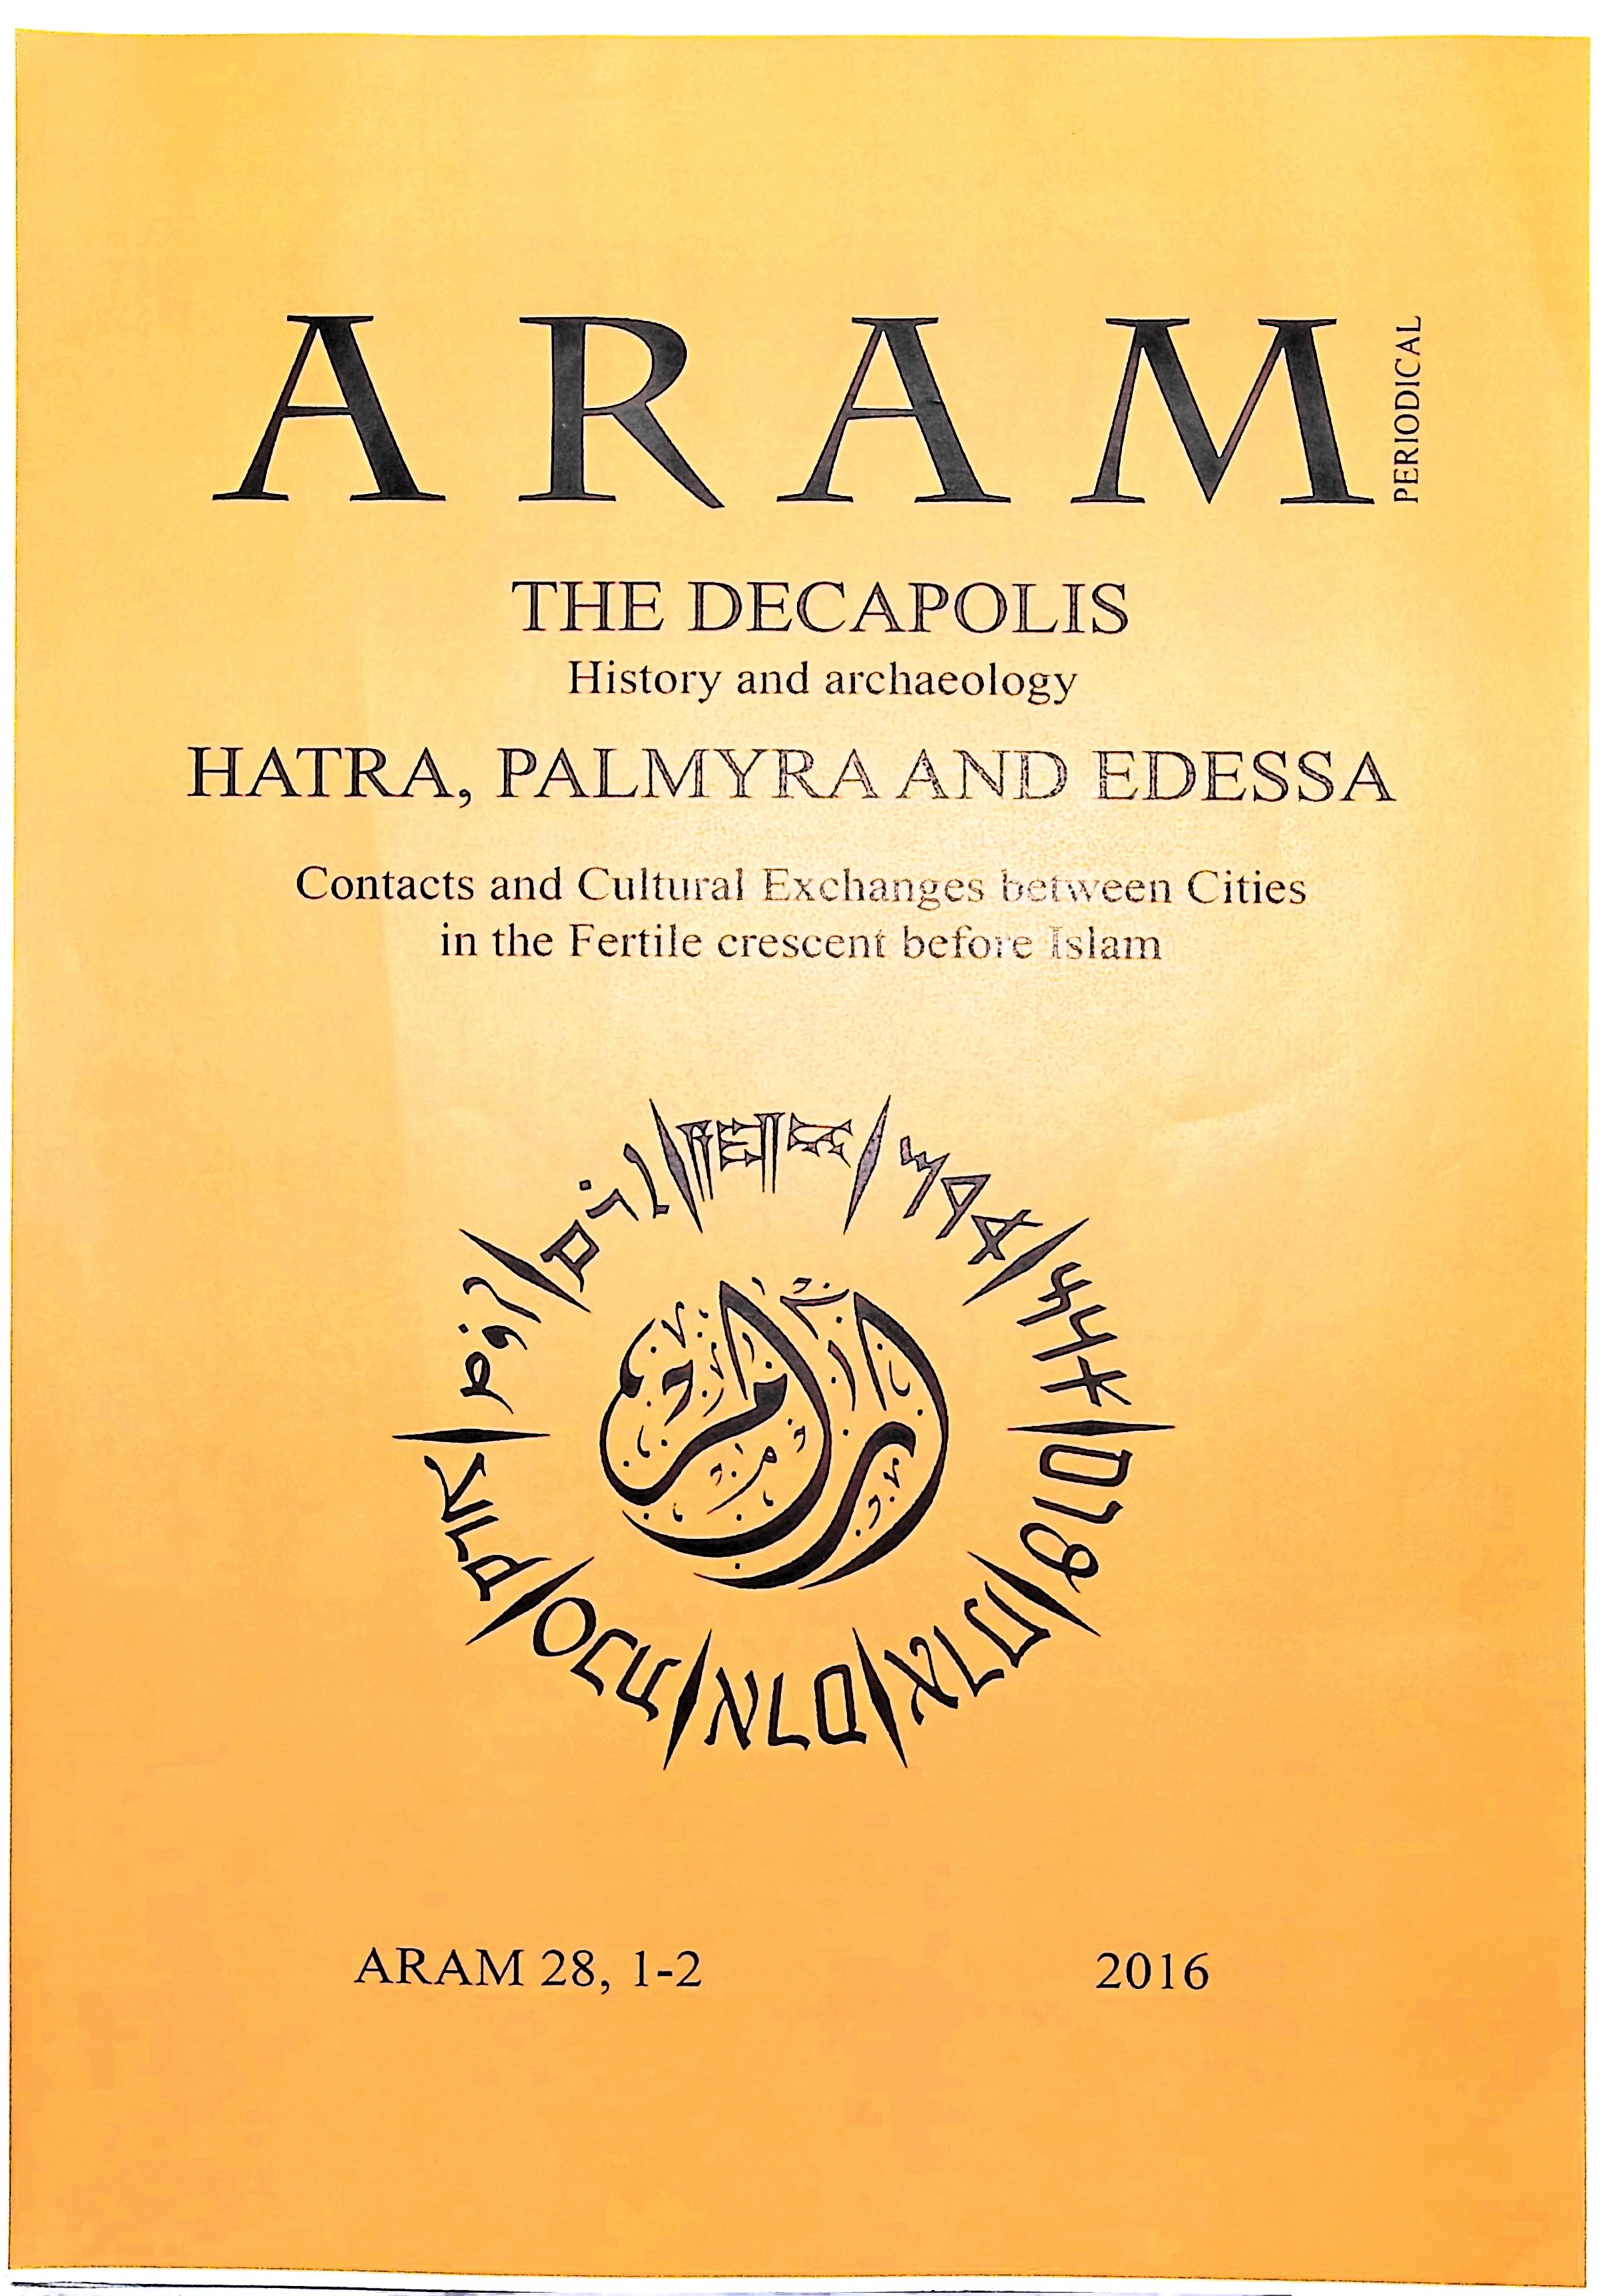 ARAM
PERIODICAL
THE DECAPOLIS
History and archaeology
HATRA, PALMYRA AND EDESSA
Contacts and Cultural Exchanges between Cities
in the Fertile crescent before Islam
ARAM 28, 1-2
2016